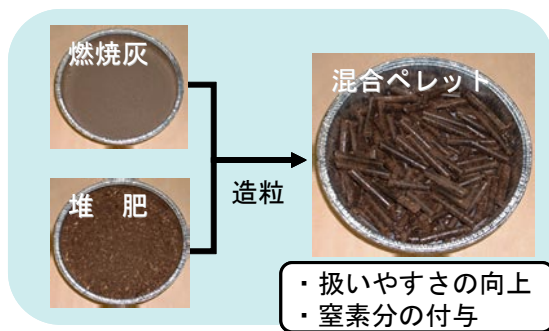 燃焼灰
堆　肥
造粒
混合ペレット
・扱いやすさの向上
・窒素分の付与